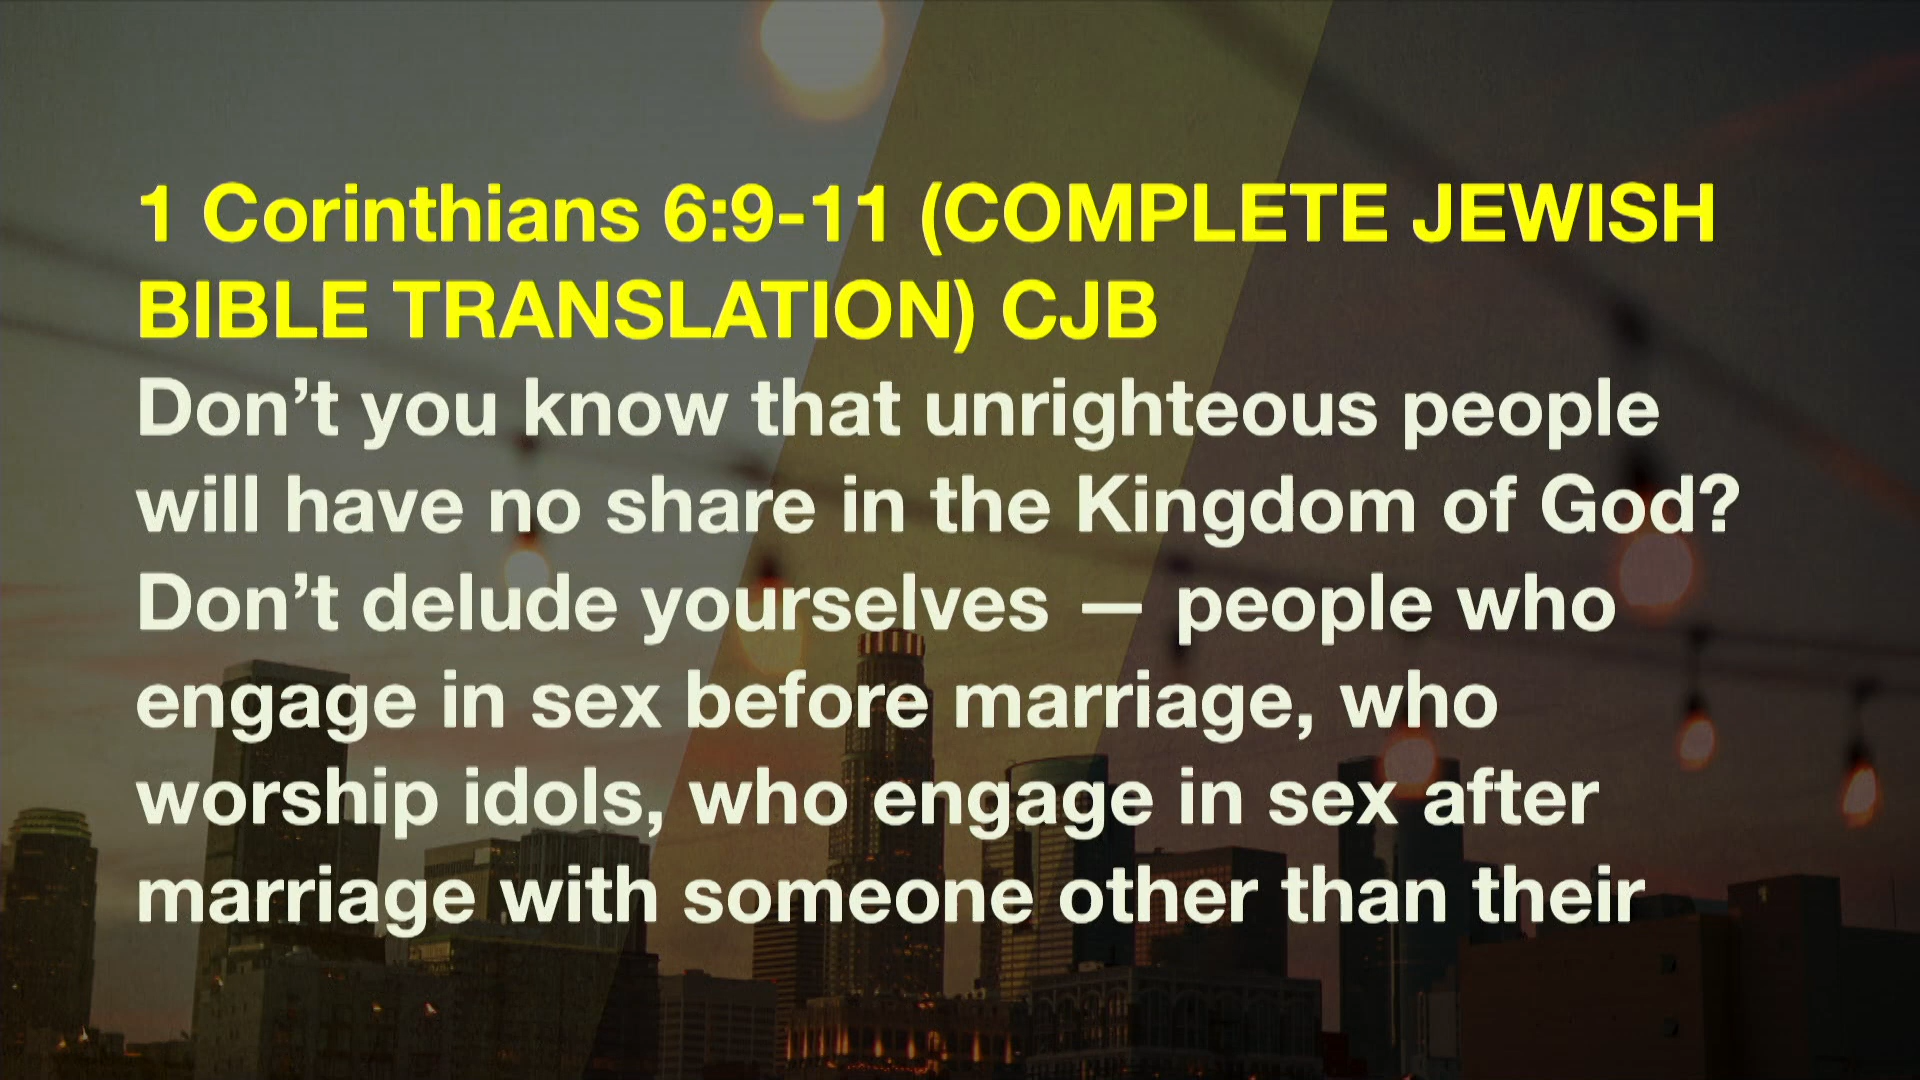 1 Corinthians 6:9-11 (COMPLETE JEWISH
BIBLE TRANSLATION) CJB
Don’t you know that unrighteous people
will have no share in the Kingdom of God?
Don’t delude yourselves — people who
engage in sex before marriage, who
worship idols, who engage in sex after
marriage with someone other than their